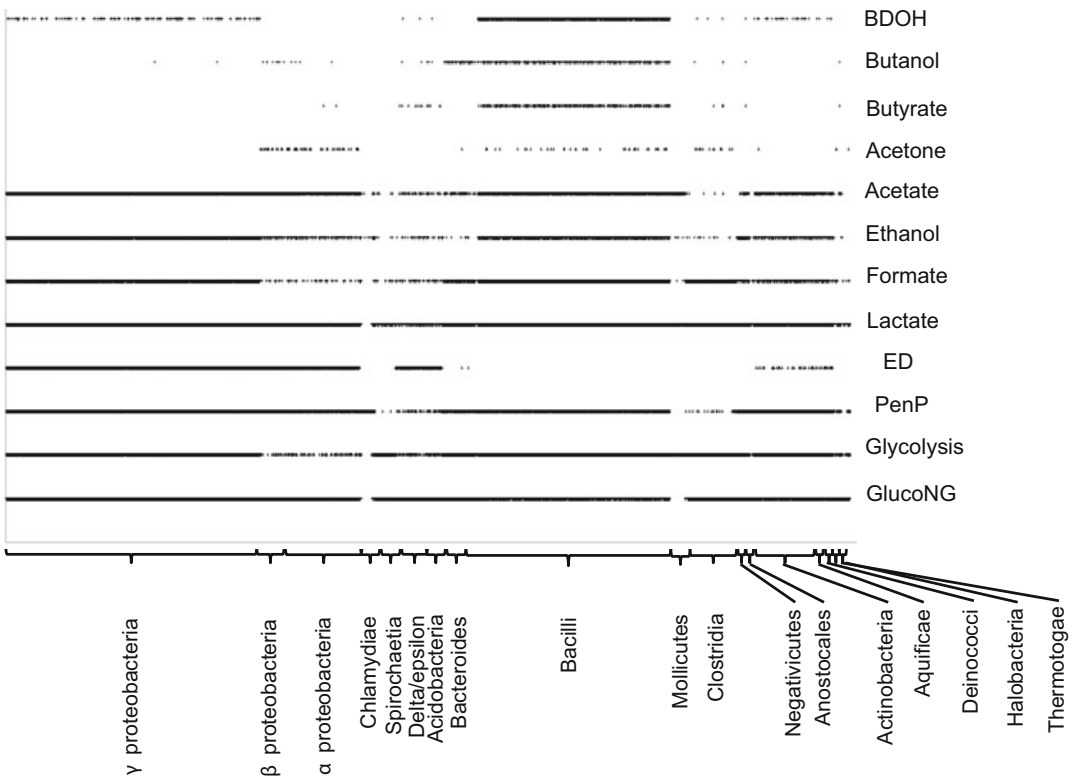 BDOH
Butanol
Butyrate
Acetone
Acetate
Ethanol
Formate
Lactate
ED
PenP
Glycolysis
GlucoNG
γ proteobacteria
β proteobacteria
α proteobacteria
Chlamydiae
Spirochaetia
Delta/epsilon
Acidobacteria
Bacteroides
Bacilli
Mollicutes
Clostridia
Negativicutes
Anostocales
Actinobacteria
Aquificae
Deinococci
Halobacteria
Thermotogae